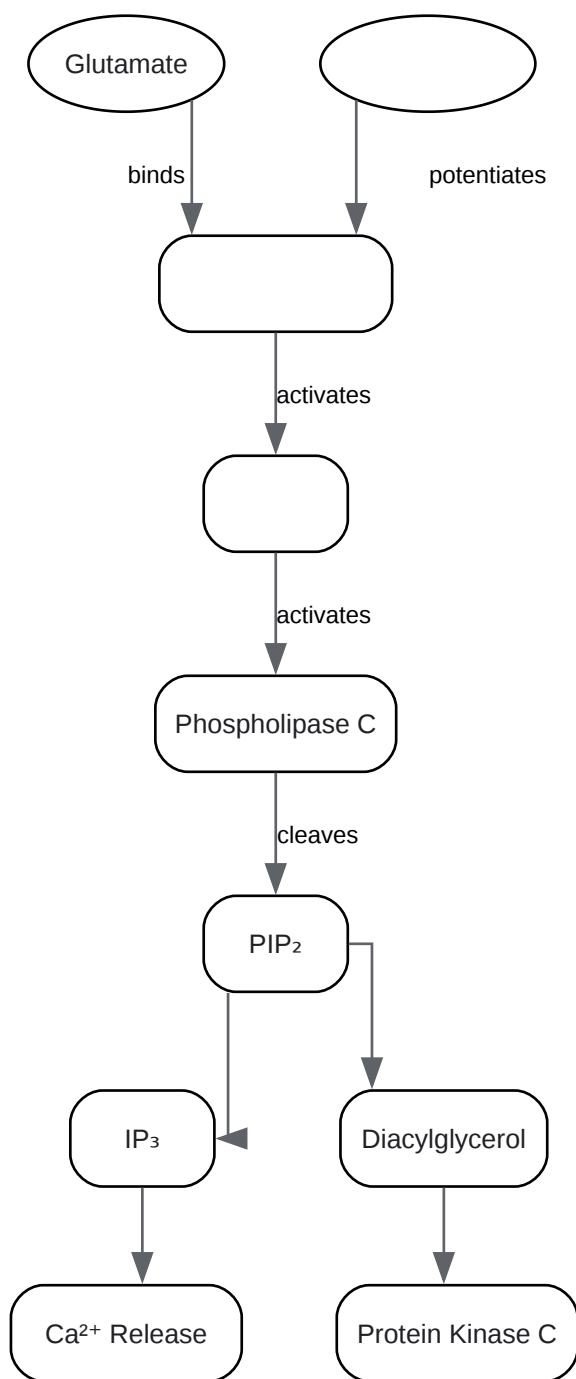 Glutamate
binds
potentiates
activates
activates
Phospholipase C
cleaves
PIP₂
IP₃
Diacylglycerol
Ca²⁺ Release
Protein Kinase C